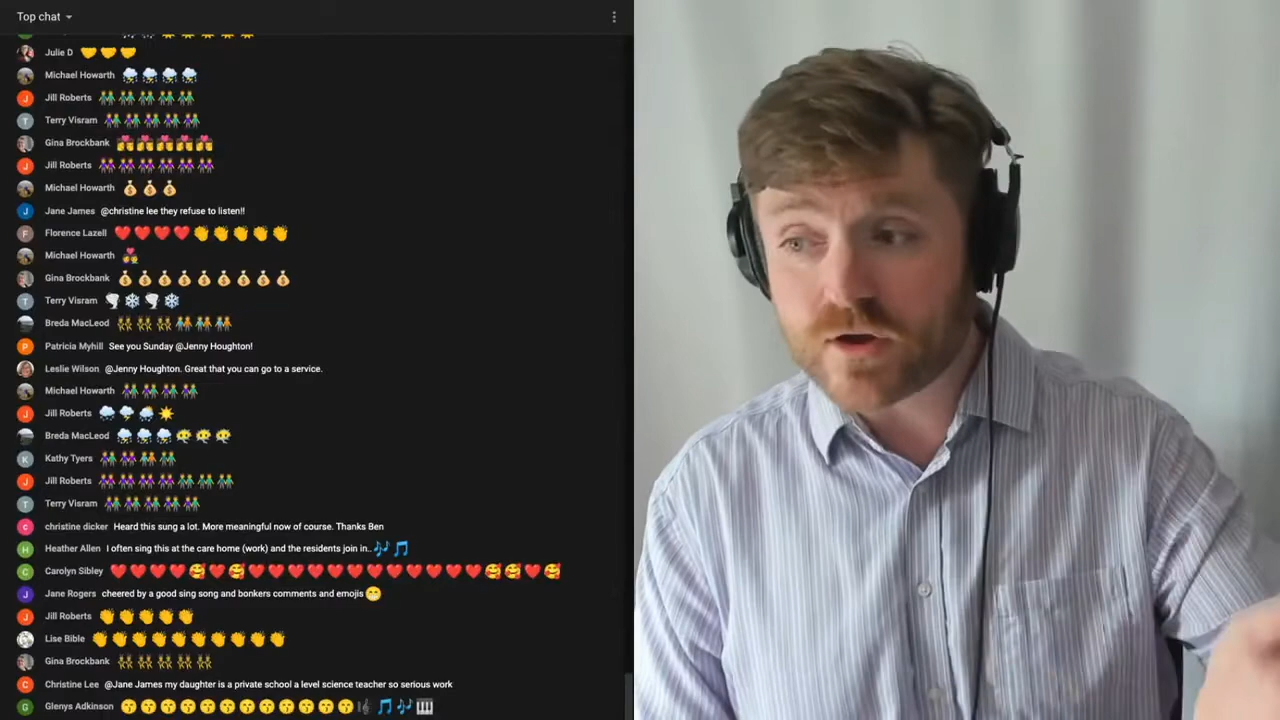 Top chat
Julie D
Michael Howarth
J Jill Roberts
T Terry Visram
Gina Brockbank
J Jill Roberts
Michael Howarth
J Jane James @christine lee they refuse to listen!!
F Florence Lazell
Michael Howarth
Gina Brockbank
T Terry Visram
Breda MacLeod
P Patricia Myhill See you Sunday @Jenny Houghton!
Leslie Wilson @Jenny Houghton. Great that you can go to a service.
Michael Howarth
J Jill Roberts
Breda MacLeod
K Kathy Tyers
J Jill Roberts
T Terry Visram
c christine dicker Heard this sung a lot. More meaningful now of course. Thanks Ben
H Heather Allen I often sing this at the care home (work) and the residents join in..
C Carolyn Sibley
J Jane Rogers cheered by a good sing song and bonkers comments and emojis
J Jill Roberts
Lise Bible
Gina Brockbank
C Christine Lee @Jane James my daughter is a private school a level science teacher so serious work
G Glenys Adkinson